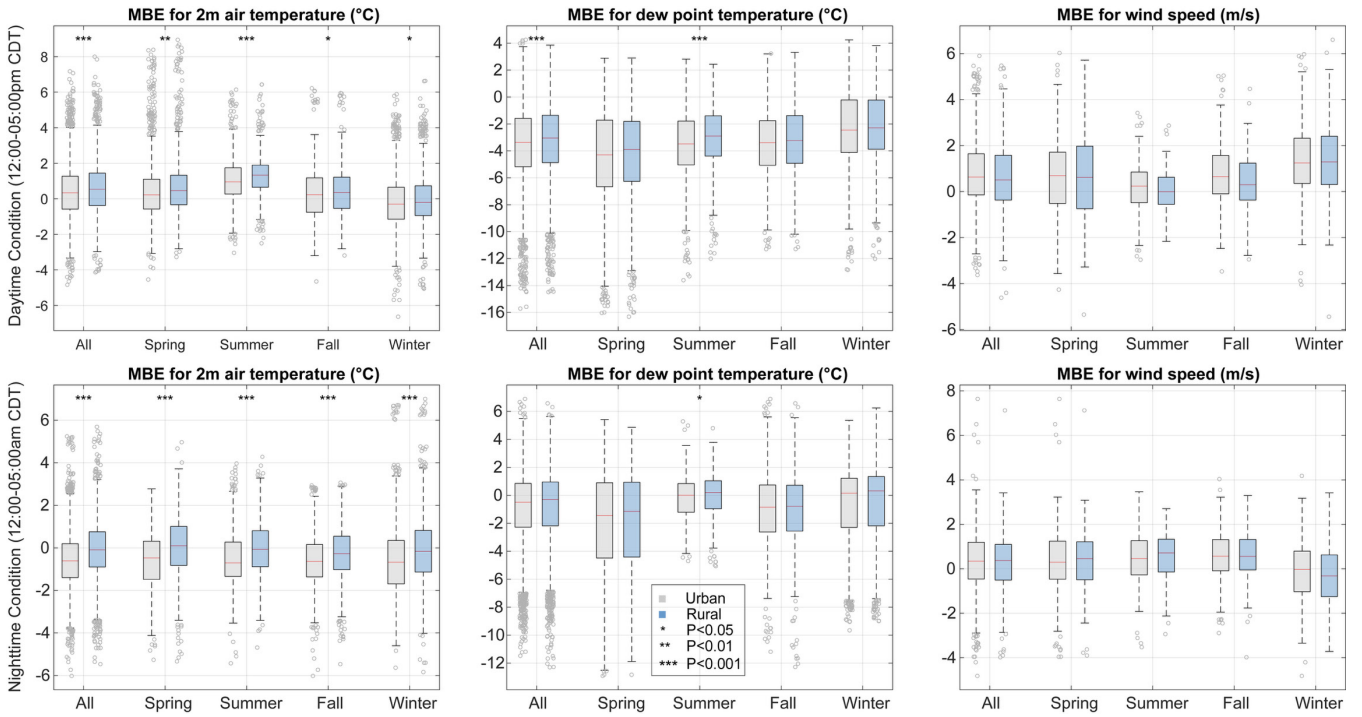 MBE for 2m air temperature (°C)
MBE for dew point temperature (°C)
MBE for wind speed (m/s)
Daytime Condition (12:00-05:00pm CDT)
*** ** *** * *
*** ***
8
6
4
2
0
-2
-4
-6
4
2
0
-2
-4
-6
-8
-10
-12
-14
-16
6
4
2
0
-2
-4
-6
All Spring Summer Fall Winter
All Spring Summer Fall Winter
All Spring Summer Fall Winter
MBE for 2m air temperature (°C)
MBE for dew point temperature (°C)
MBE for wind speed (m/s)
Nighttime Condition (12:00-05:00am CDT)
*** *** *** *** ***
*
6
4
2
0
-2
-4
-6
6
4
2
0
-2
-4
-6
-8
-10
-12
8
6
4
2
0
-2
-4
Urban
Rural
* P<0.05
** P<0.01
*** P<0.001
All Spring Summer Fall Winter
All Spring Summer Fall Winter
All Spring Summer Fall Winter